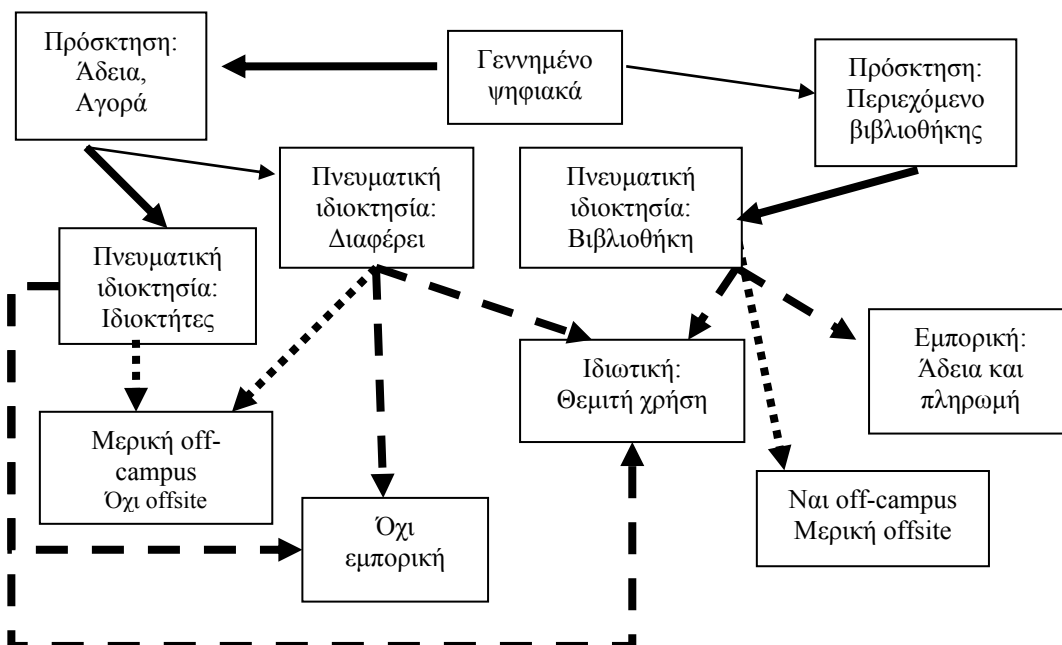 Πρόσκτηση:
Άδεια,
Αγορά
Γεννημένο
ψηφιακά
Πρόσκτηση:
Περιεχόμενο
βιβλιοθήκης
Πνευματική
ιδιοκτησία:
Διαφέρει
Πνευματική
ιδιοκτησία:
Βιβλιοθήκη
Πνευματική
ιδιοκτησία:
Ιδιοκτήτες
Ιδιωτική:
Θεμιτή χρήση
Εμπορική:
Άδεια και
πληρωμή
Μερική off-
campus
Όχι offsite
Όχι
εμπορική
Ναι off-campus
Μερική offsite